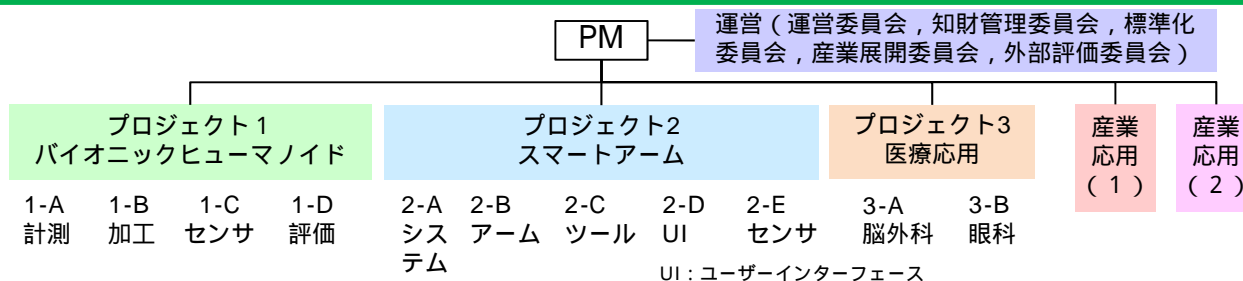 PM
運営（運営委員会，知財管理委員会，標準化
委員会，産業展開委員会，外部評価委員会）
プロジェクト１
バイオニックヒューマノイド
1-A
計測
1-B
加工
1-C
センサ
1-D
評価
プロジェクト2
スマートアーム
2-A
シス
テム
2-B
アーム
2-C
ツール
2-D
UI
2-E
センサ
UI：ユーザーインターフェース
プロジェクト3
医療応用
3-A
脳外科
3-B
眼科
産業
応用
（１）
産業
応用
（２）